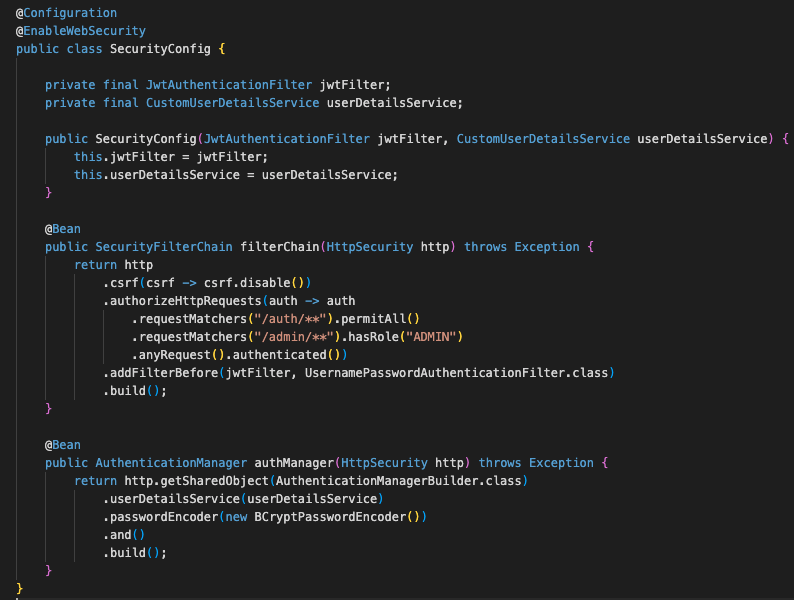 @Configuration
@EnableWebSecurity
public class SecurityConfig {
    private final JwtAuthenticationFilter jwtFilter;
    private final CustomUserDetailsService userDetailsService;
    public SecurityConfig(JwtAuthenticationFilter jwtFilter, CustomUserDetailsService userDetailsService) {
        this.jwtFilter = jwtFilter;
        this.userDetailsService = userDetailsService;
    }
    @Bean
    public SecurityFilterChain filterChain(HttpSecurity http) throws Exception {
        return http
            .csrf(csrf -> csrf.disable())
            .authorizeHttpRequests(auth -> auth
                .requestMatchers("/auth/**").permitAll()
                .requestMatchers("/admin/**").hasRole("ADMIN")
                .anyRequest().authenticated())
            .addFilterBefore(jwtFilter, UsernamePasswordAuthenticationFilter.class)
            .build();
    }
    @Bean
    public AuthenticationManager authManager(HttpSecurity http) throws Exception {
        return http.getSharedObject(AuthenticationManagerBuilder.class)
            .userDetailsService(userDetailsService)
            .passwordEncoder(new BCryptPasswordEncoder())
            .and()
            .build();
    }
}